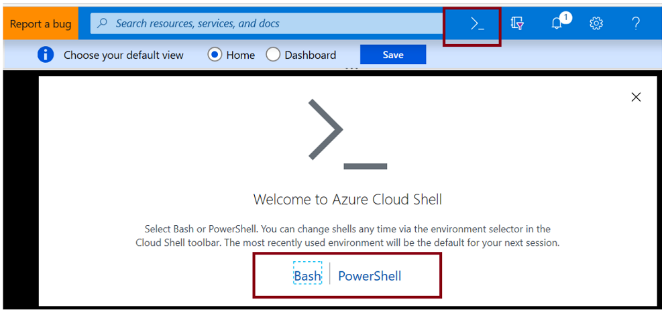 Report a bug
Search resources, services, and docs
1
?
i
Choose your default view
Home
Dashboard
Save
...
>_
Welcome to Azure Cloud Shell
Select Bash or PowerShell. You can change shells any time via the environment selector in the
Cloud Shell toolbar. The most recently used environment will be the default for your next session.
Bash
PowerShell